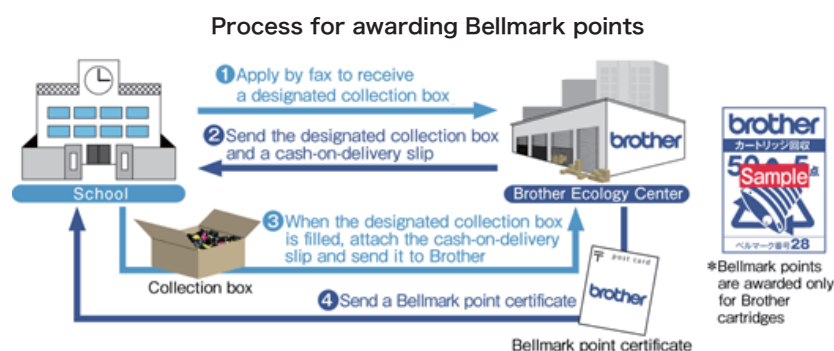 Process for awarding Bellmark points
1 Apply by fax to receive
a designated collection box
2 Send the designated collection box
and a cash-on-delivery slip
brother
School
Brother Ecology Center
3 When the designated collection box
is filled, attach the cash-on-delivery
slip and send it to Brother
Collection box
4 Send a Bellmark point certificate
〒 post card
brother
Bellmark point certificate
brother
カートリッジ回収
Sample
点
ベルマーク番号28
*Bellmark points
are awarded only
for Brother
cartridges